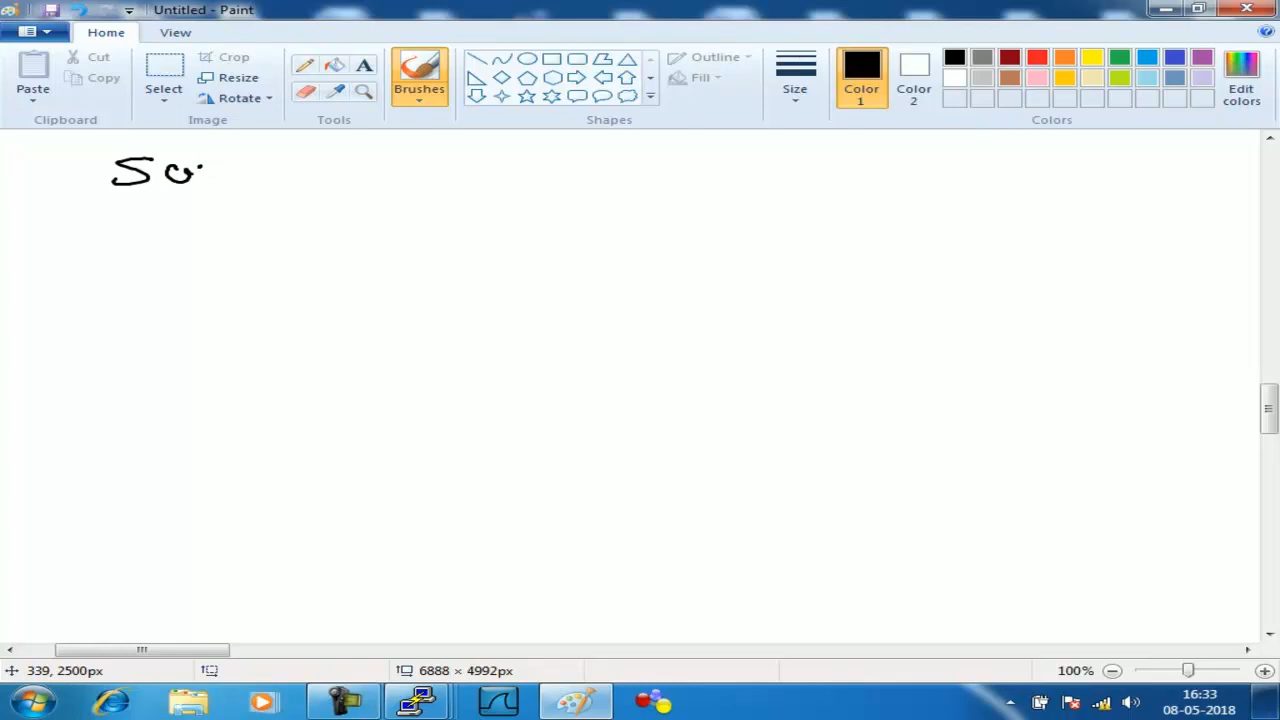 Untitled - Paint
Home View
Paste
Cut
Copy
Clipboard
Select
Crop
Resize
Rotate
Image
Tools
Brushes
Shapes
Outline
Fill
Size
Color 1
Color 2
Edit colors
Colors
339, 2500px
6888 × 4992px
100%
16:33
08-05-2018